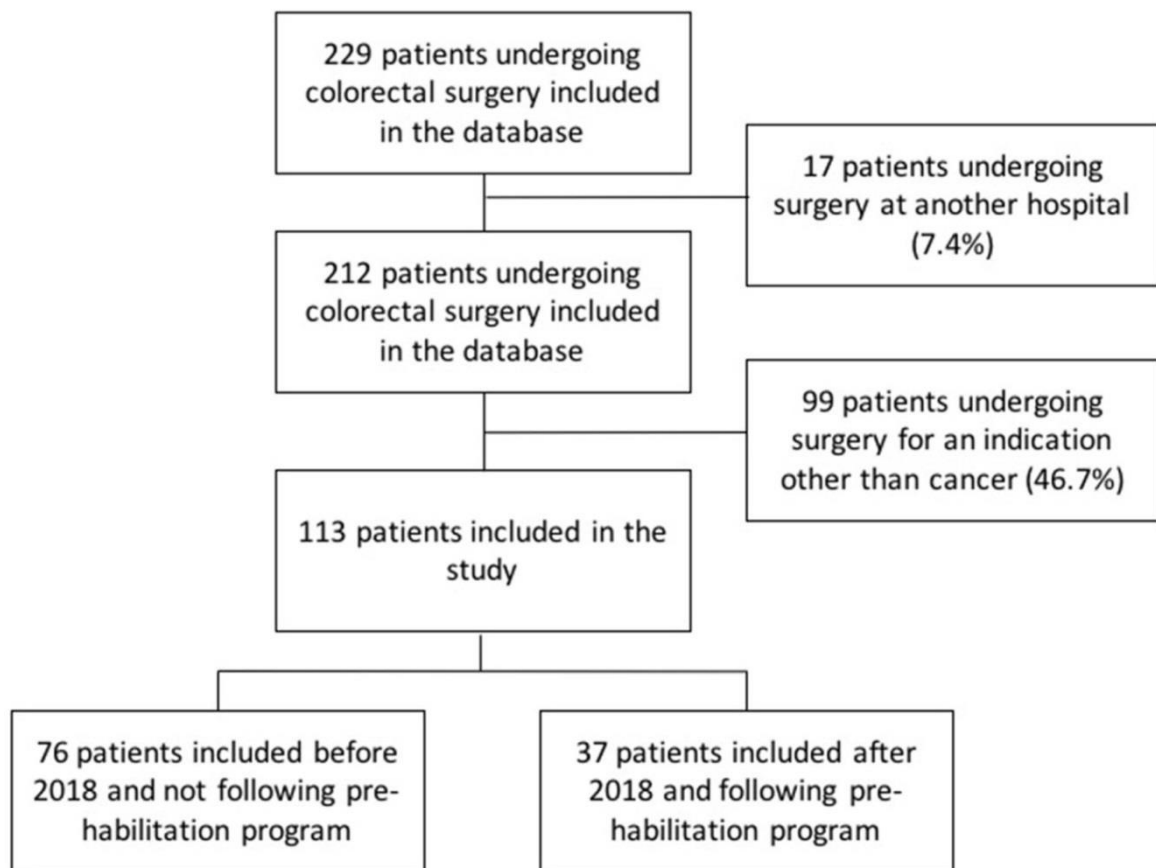 229 patients undergoing
colorectal surgery included
in the database
17 patients undergoing
surgery at another hospital
(7.4%)
212 patients undergoing
colorectal surgery included
in the database
99 patients undergoing
surgery for an indication
other than cancer (46.7%)
113 patients included in the
study
76 patients included before
2018 and not following pre-
habilitation program
37 patients included after
2018 and following pre-
habilitation program